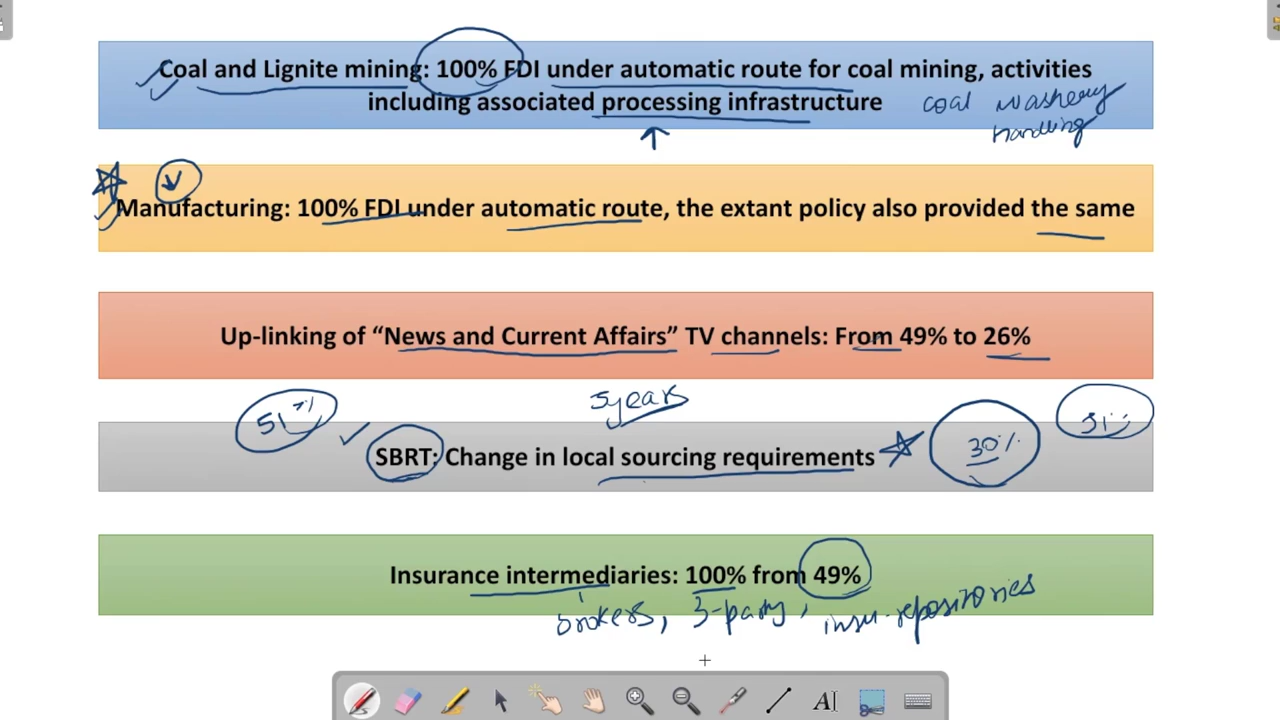 Coal and Lignite mining: 100% FDI under automatic route for coal mining, activities
including associated processing infrastructure
coal washery
handling
Manufacturing: 100% FDI under automatic route, the extant policy also provided the same
Up-linking of “News and Current Affairs” TV channels: From 49% to 26%
5years
51%
51%
SBRT: Change in local sourcing requirements
30%
Insurance intermediaries: 100% from 49%
brokers, 3-party, insu. repositories
AI